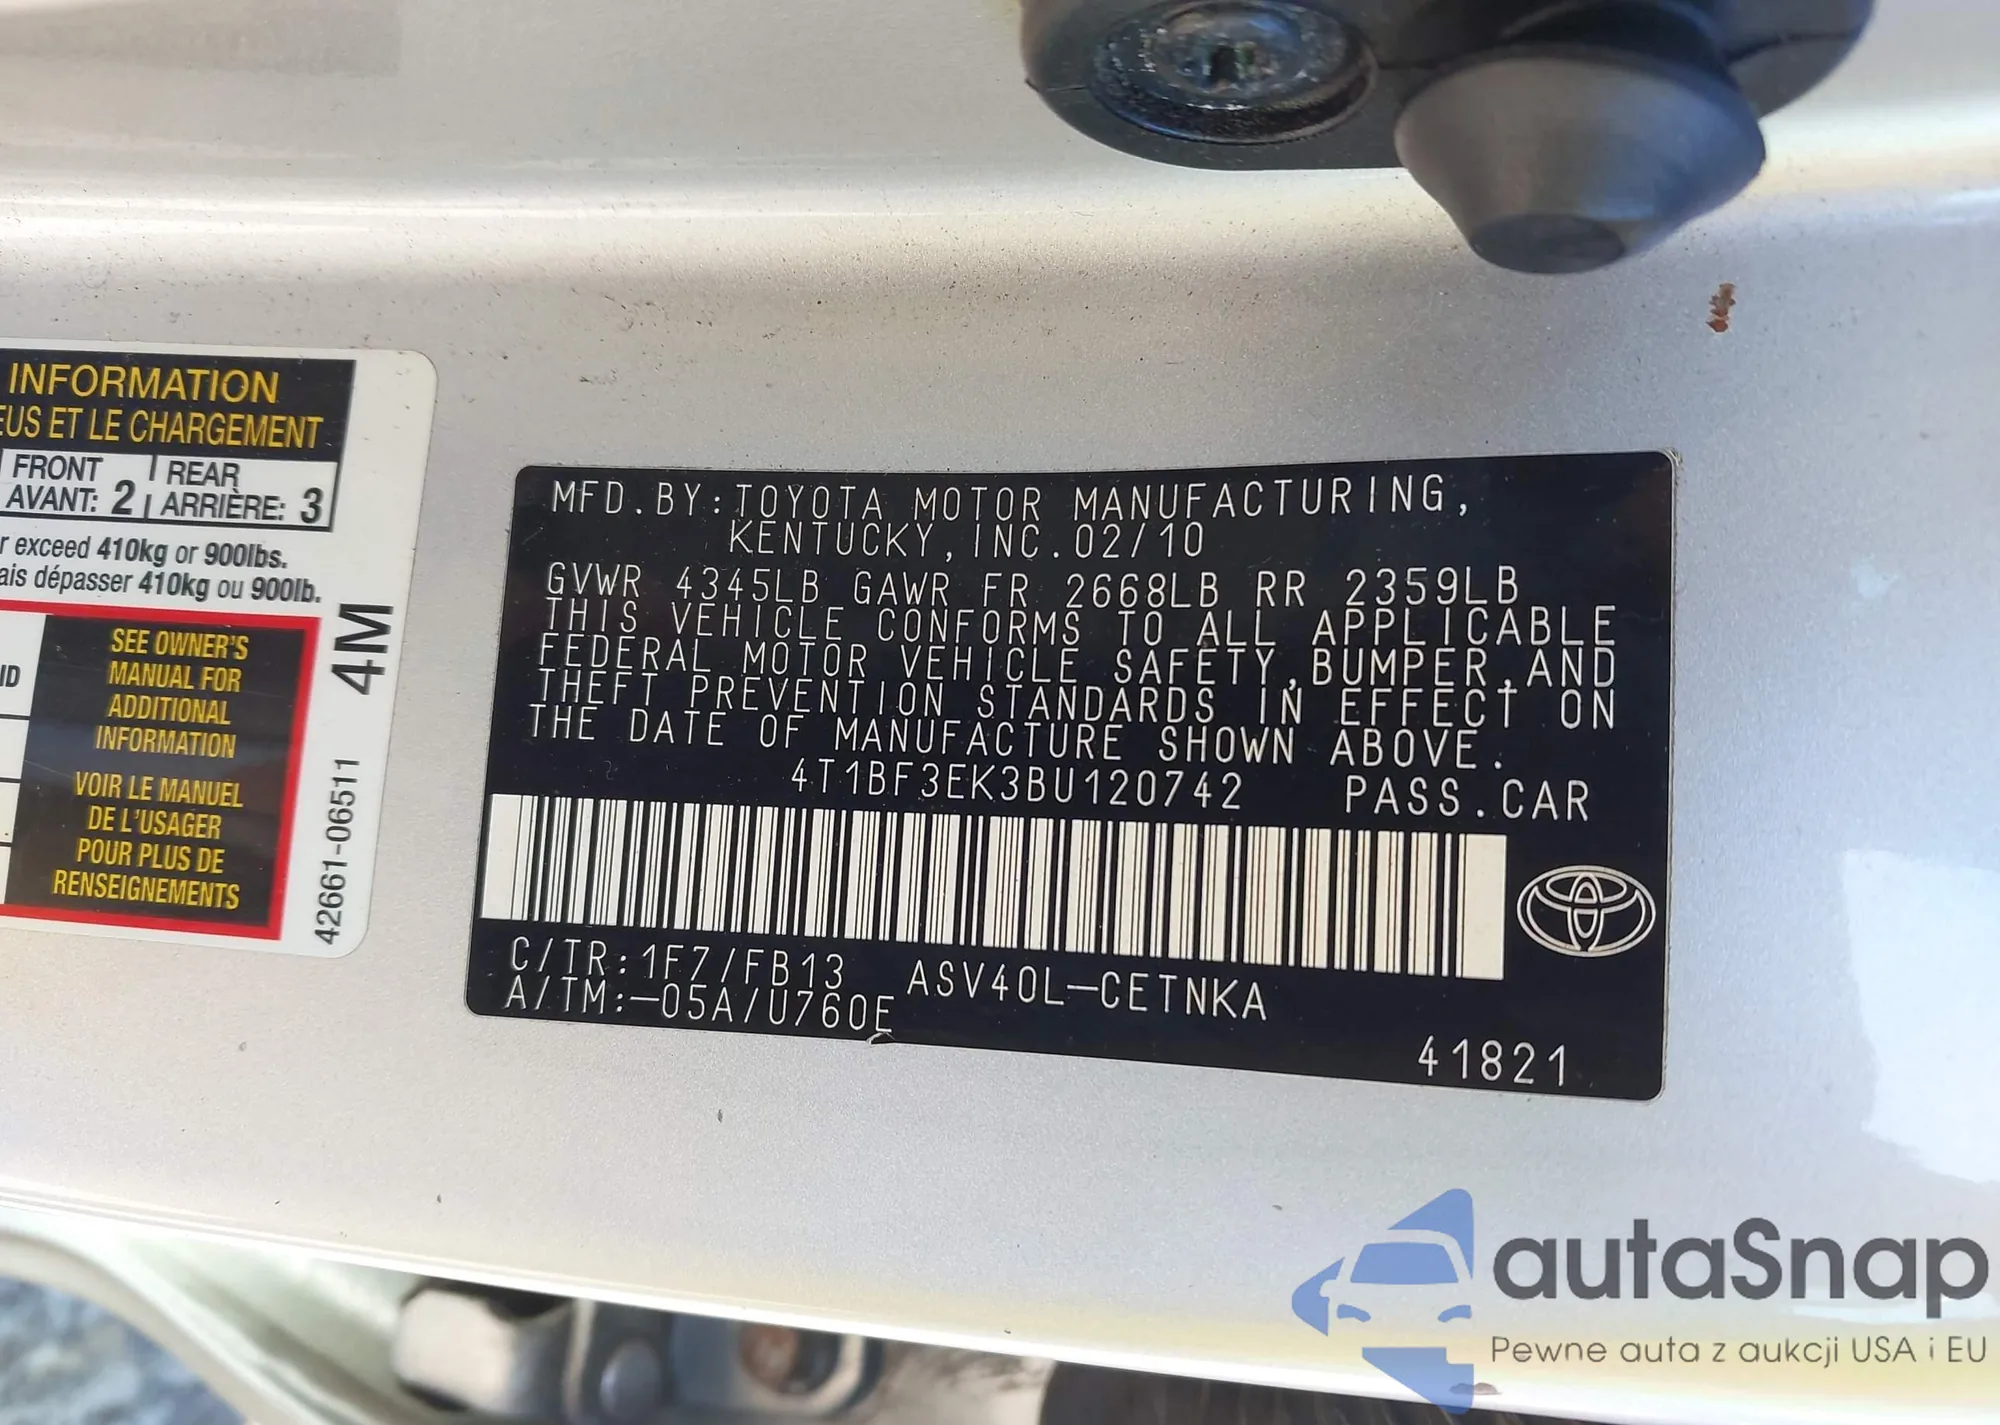 INFORMATION
EUS ET LE CHARGEMENT
FRONT REAR
AVANT: 2 ARRIÈRE: 3
r exceed 410kg or 900lbs.
ais dépasser 410kg ou 900lb.
ID
SEE OWNER'S
MANUAL FOR
ADDITIONAL
INFORMATION
VOIR LE MANUEL
DE L'USAGER
POUR PLUS DE
RENSEIGNEMENTS
42661-06511 4M
MFD.BY:TOYOTA MOTOR MANUFACTURING,
KENTUCKY,INC.02/10
GVWR 4345LB GAWR FR 2668LB RR 2359LB
THIS VEHICLE CONFORMS TO ALL APPLICABLE
FEDERAL MOTOR VEHICLE SAFETY,BUMPER,AND
THEFT PREVENTION STANDARDS IN EFFECT ON
THE DATE OF MANUFACTURE SHOWN ABOVE.
4T1BF3EK3BU120742 PASS.CAR
C/TR:1F7/FB13 ASV40L-CETNKA
A/TM:-05A/U760E
41821
autaSnap
Pewne auta z aukcji USA i EU